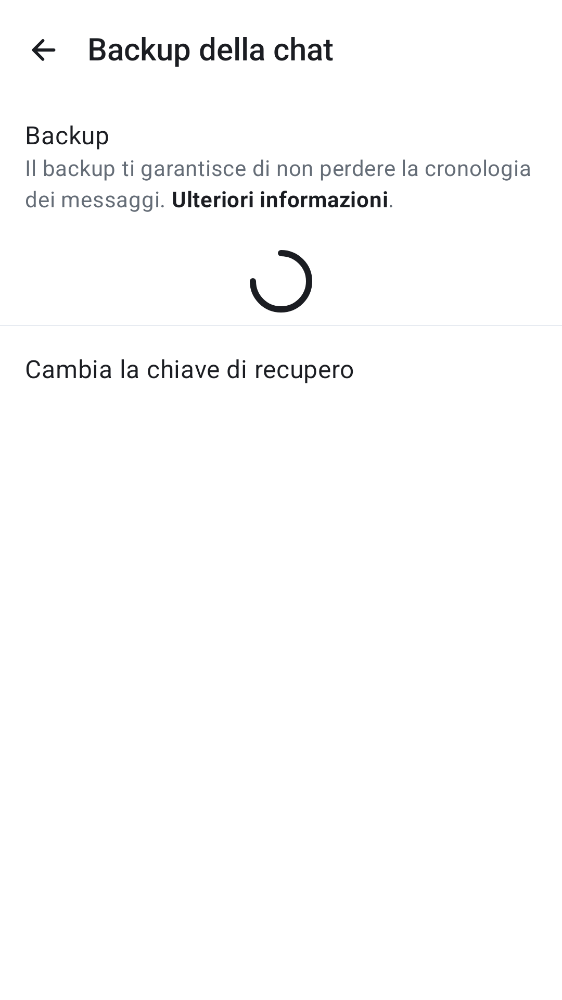 Backup della chat
Backup
Il backup ti garantisce di non perdere la cronologia
dei messaggi. Ulteriori informazioni.
Cambia la chiave di recupero